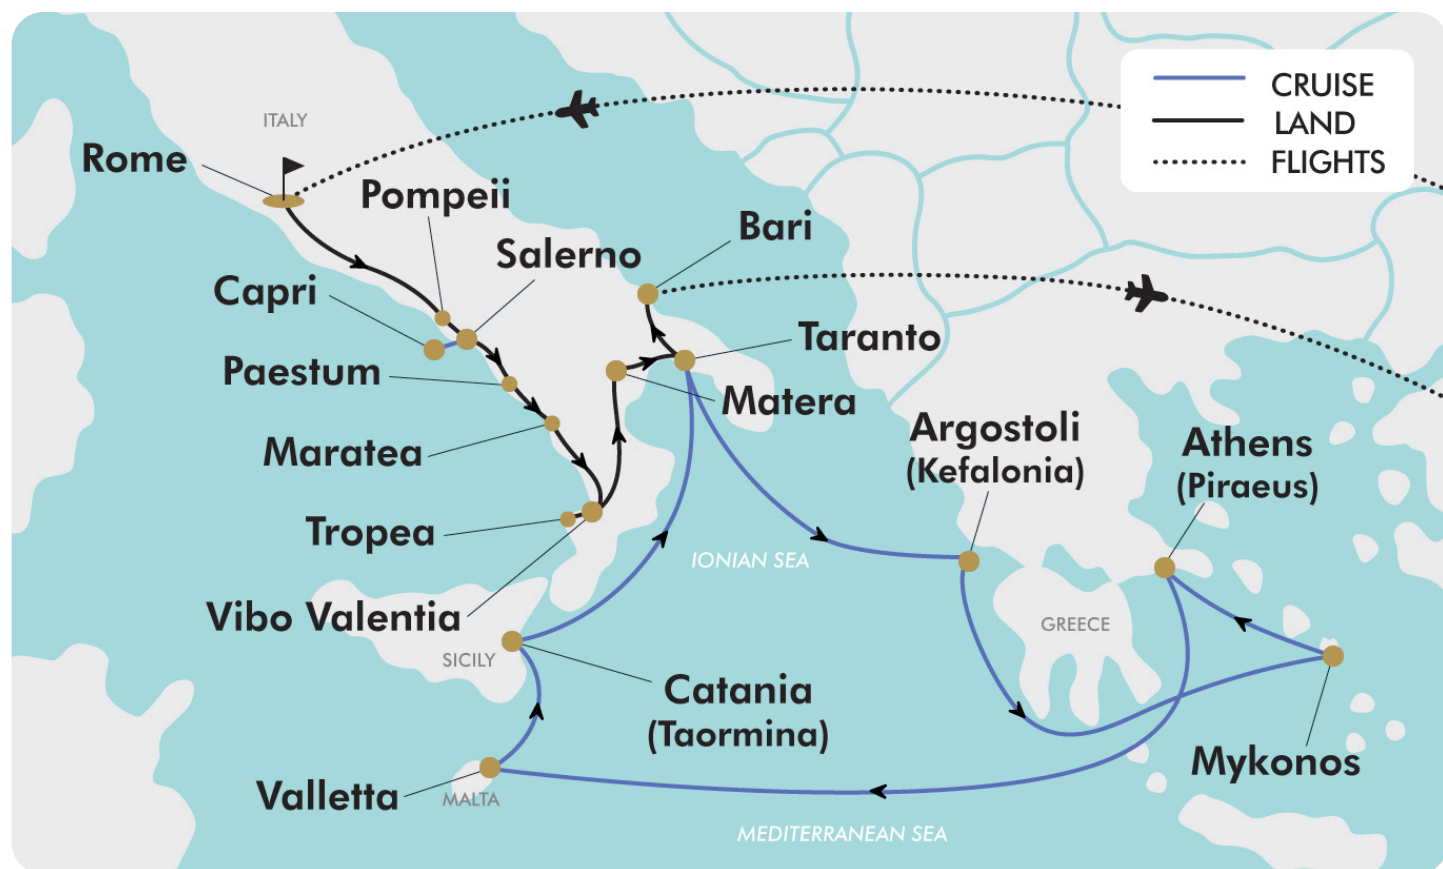 CRUISE
LAND
FLIGHTS
ITALY
Rome
Pompeii
Salerno
Bari
Capri
Taranto
Paestum
Matera
Argostoli
(Kefalonia)
Athens
(Piraeus)
Maratea
Tropea
IONIAN SEA
Vibo Valentia
GREECE
SICILY
Catania
(Taormina)
Mykonos
Valletta
MALTA
MEDITERRANEAN SEA